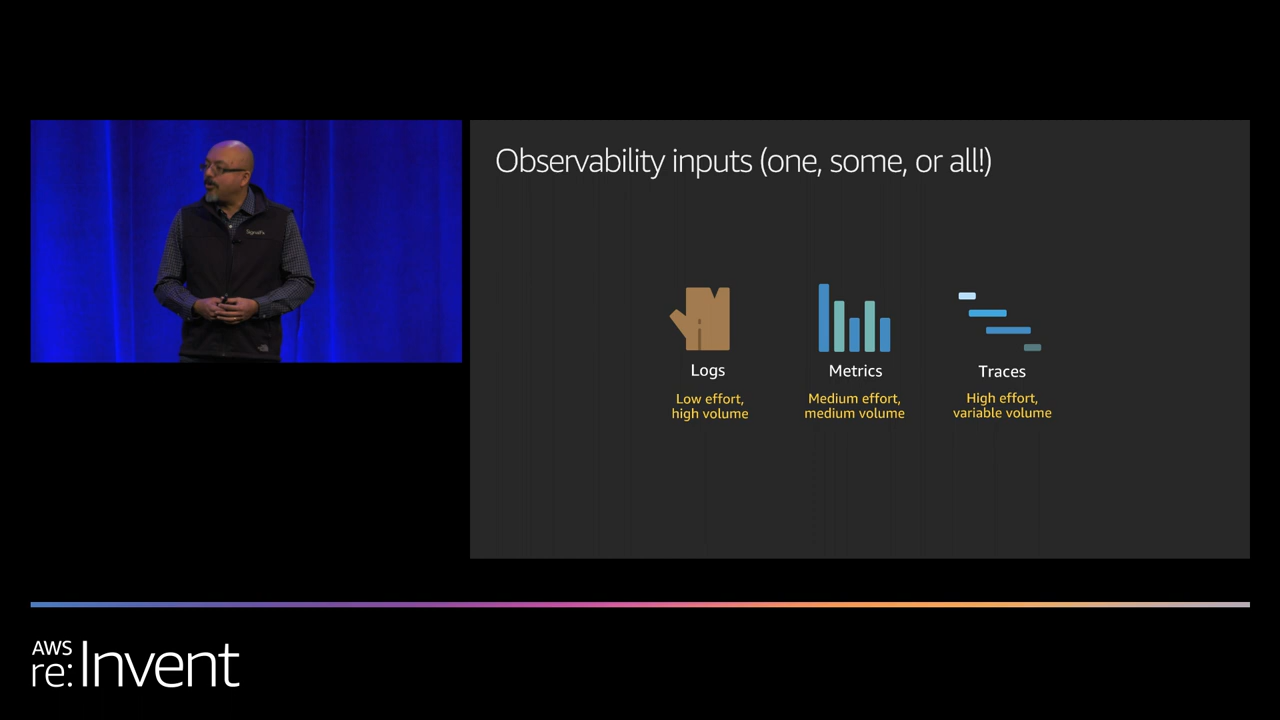 Observability inputs (one, some, or all!)
SignalFx
Logs
Metrics
Traces
Low effort,
high volume
Medium effort,
medium volume
High effort,
variable volume
AWS
re:Invent